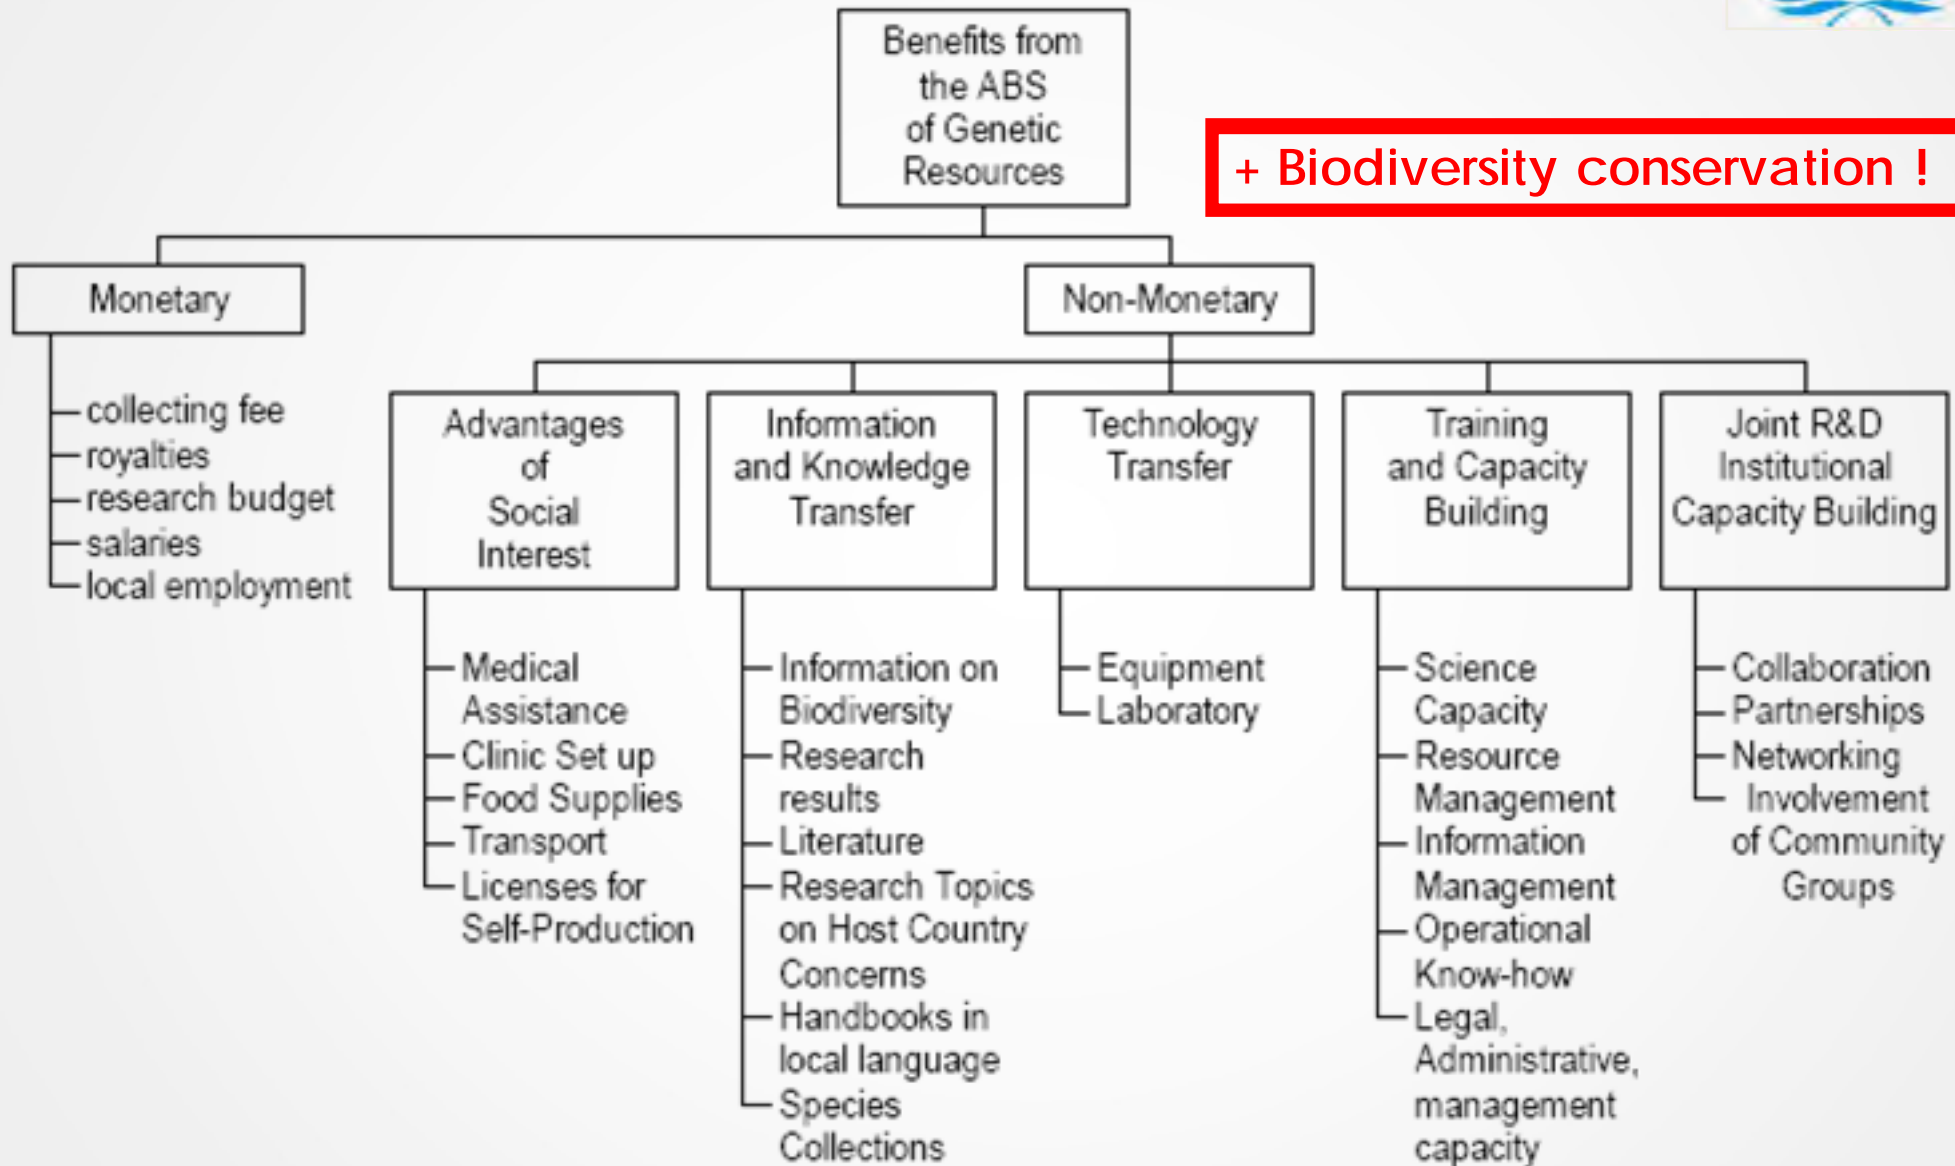 Benefits from
the ABS
of Genetic
Resources
+ Biodiversity conservation !
Monetary
collecting fee
royalties
research budget
salaries
local employment
Non-Monetary
Advantages
of
Social
Interest
Medical
Assistance
Clinic Set up
Food Supplies
Transport
Licenses for
Self-Production
Information
and Knowledge
Transfer
Information on
Biodiversity
Research
results
Literature
Research Topics
on Host Country
Concerns
Handbooks in
local language
Species
Collections
Technology
Transfer
Equipment
Laboratory
Training
and Capacity
Building
Science
Capacity
Resource
Management
Information
Management
Operational
Know-how
Legal,
Administrative,
management
capacity
Joint R&D
Institutional
Capacity Building
Collaboration
Partnerships
Networking
Involvement
of Community
Groups